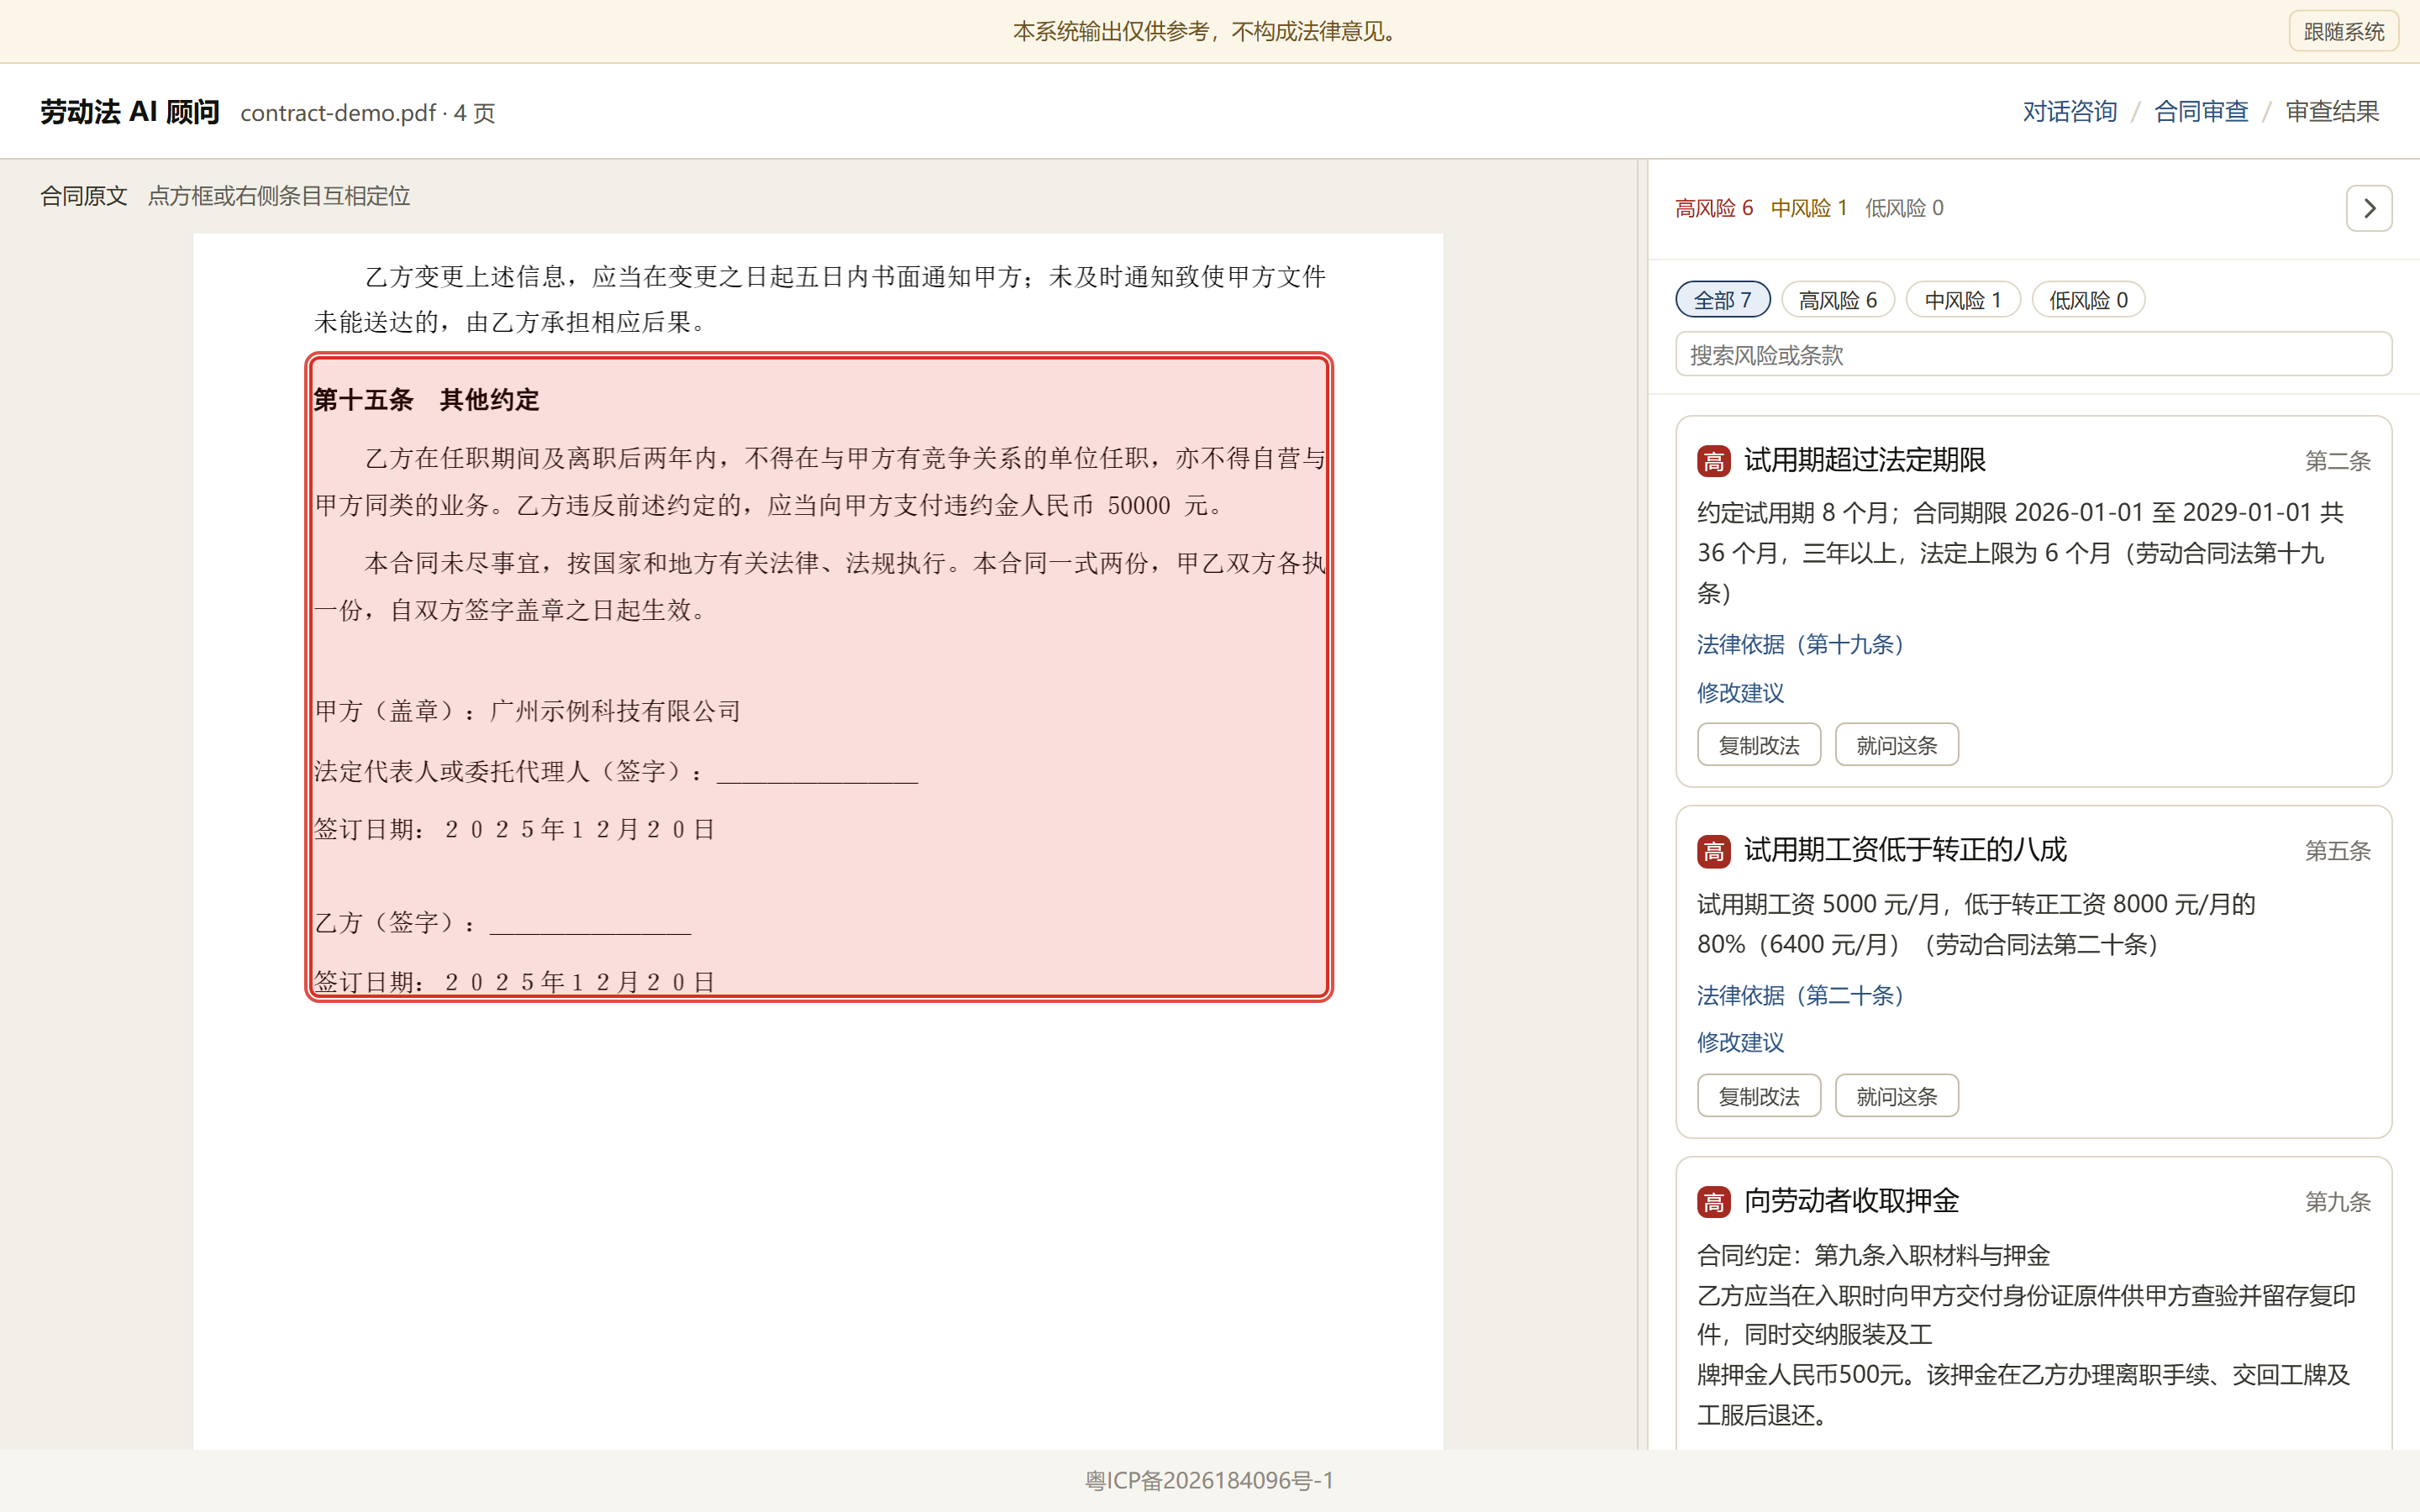 本系统输出仅供参考，不构成法律意见。
跟随系统
劳动法 AI 顾问 contract-demo.pdf · 4 页
对话咨询 / 合同审查 / 审查结果
合同原文 点方框或右侧条目互相定位
乙方变更上述信息，应当在变更之日起五日内书面通知甲方；未及时通知致使甲方文件
未能送达的，由乙方承担相应后果。
第十五条 其他约定
乙方在任职期间及离职后两年内，不得在与甲方有竞争关系的单位任职，亦不得自营与
甲方同类的业务。乙方违反前述约定的，应当向甲方支付违约金人民币 50000 元。
本合同未尽事宜，按国家和地方有关法律、法规执行。本合同一式两份，甲乙双方各执
一份，自双方签字盖章之日起生效。
甲方（盖章）：广州示例科技有限公司
法定代表人或委托代理人（签字）：________________
签订日期：２０２５年１２月２０日
乙方（签字）：________________
签订日期：２０２５年１２月２０日
高风险 6 中风险 1 低风险 0
全部 7 高风险 6 中风险 1 低风险 0
搜索风险或条款
高 试用期超过法定期限 第二条
约定试用期 8 个月；合同期限 2026-01-01 至 2029-01-01 共
36 个月，三年以上，法定上限为 6 个月（劳动合同法第十九
条）
法律依据（第十九条）
修改建议
复制改法 就问这条
高 试用期工资低于转正的八成 第五条
试用期工资 5000 元/月，低于转正工资 8000 元/月的
80%（6400 元/月）（劳动合同法第二十条）
法律依据（第二十条）
修改建议
复制改法 就问这条
高 向劳动者收取押金 第九条
合同约定：第九条入职材料与押金
乙方应当在入职时向甲方交付身份证原件供甲方查验并留存复印
件，同时交纳服装及工
牌押金人民币500元。该押金在乙方办理离职手续、交回工牌及
工服后退还。
粤ICP备2026184096号-1